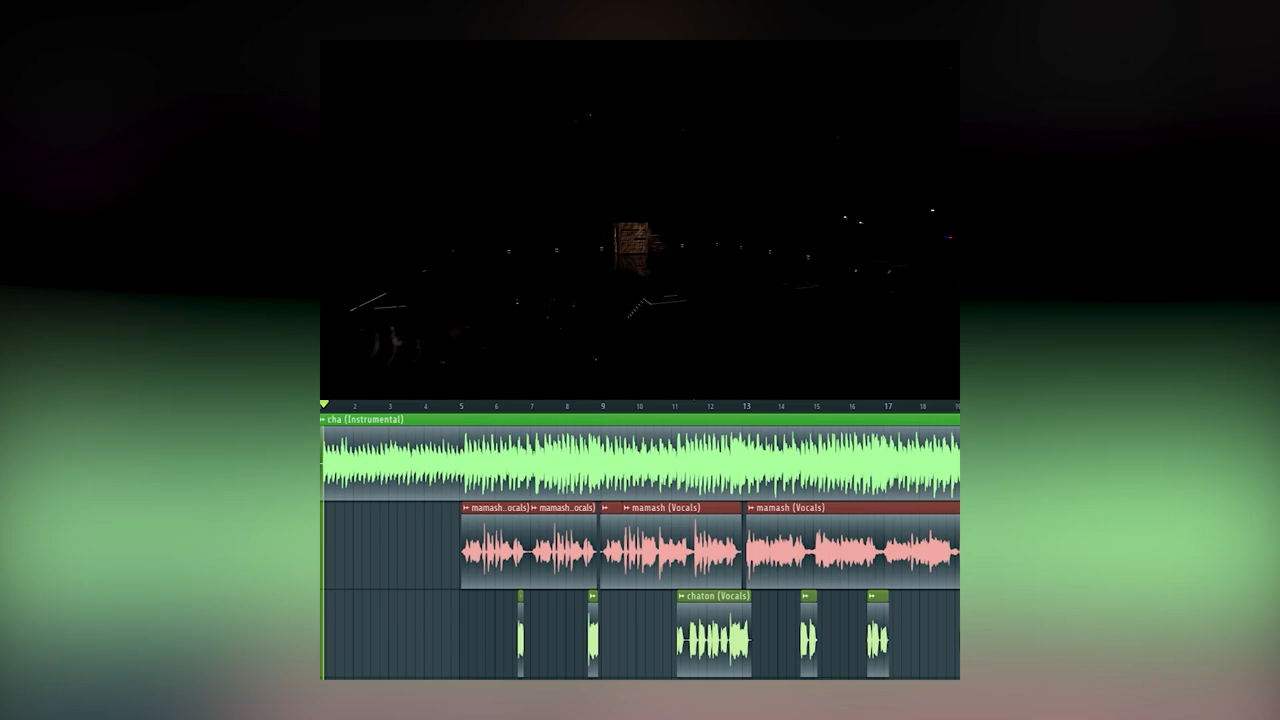 2 3 4 5 6 7 8 9 10 11 12 13 14 15 16 17 18
cha (Instrumental)
mamash..ocals) mamash..ocals) mamash (Vocals) mamash (Vocals)
chaton (Vocals)